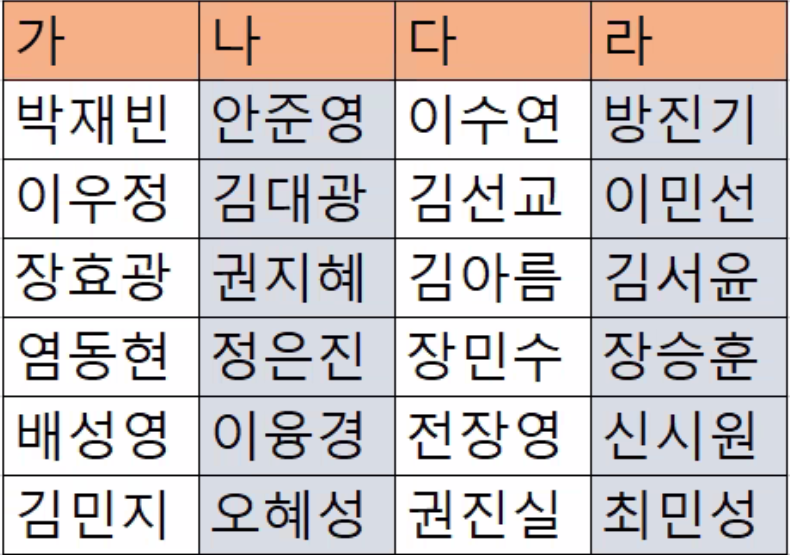 가 나 다 라
박재빈 안준영 이수연 방진기
이우정 김대광 김선교 이민선
장효광 권지혜 김아름 김서윤
염동현 정은진 장민수 장승훈
배성영 이융경 전장영 신시원
김민지 오혜성 권진실 최민성